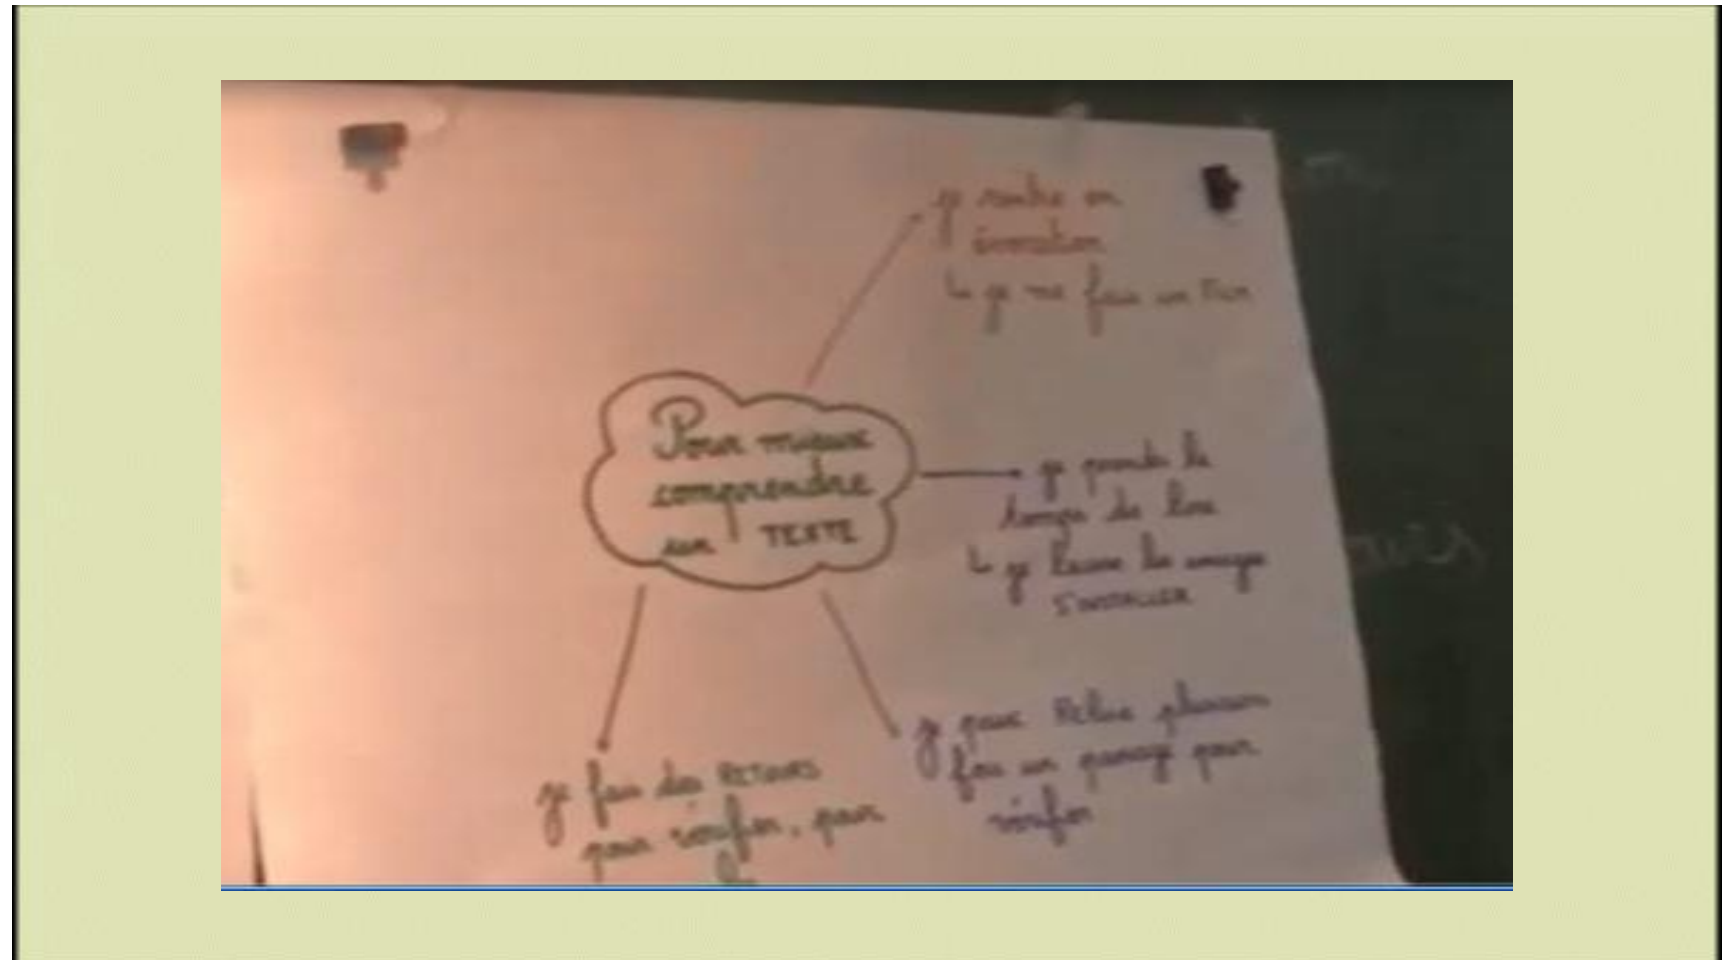 je rentre en
évocation
↳ je me fais un film
Pour mieux
comprendre
un TEXTE
je prends le
temps de lire
↳ je laisse les images
S'INSTALLER
je peux Relire plusieurs
fois un passage pour
vérifier
je fais des RETOURS
pour vérifier, pour